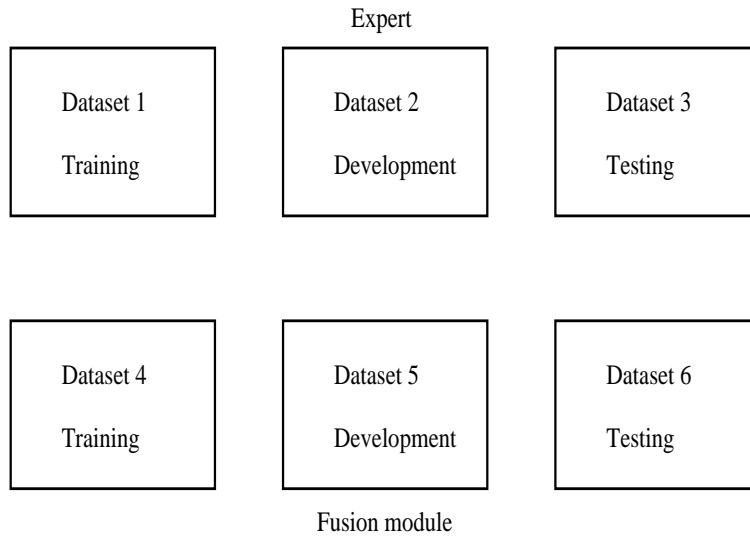 Expert
Dataset 1
Training
Dataset 2
Development
Dataset 3
Testing
Dataset 4
Training
Dataset 5
Development
Dataset 6
Testing
Fusion module